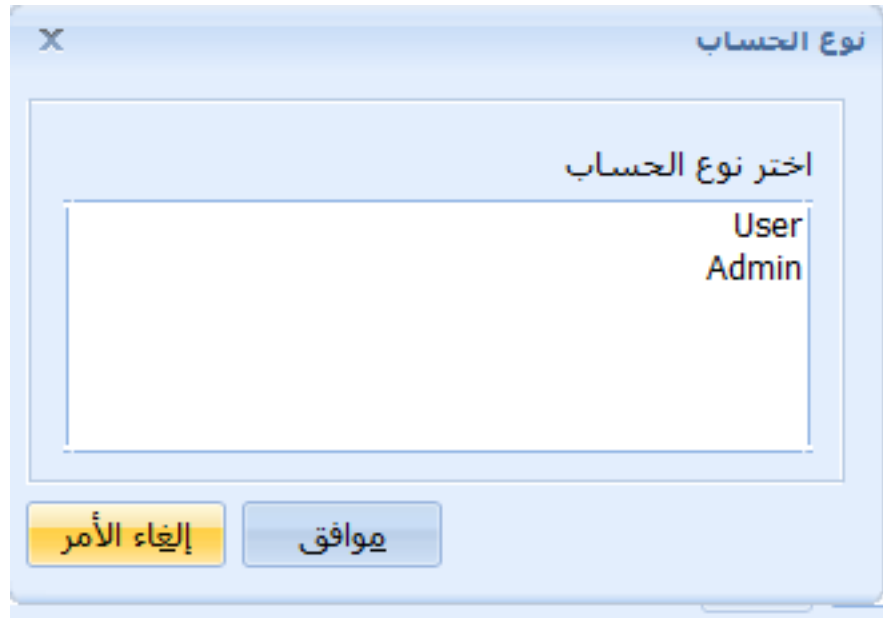 نوع الحساب
اختر نوع الحساب
User
Admin
موافق
إلغاء الأمر